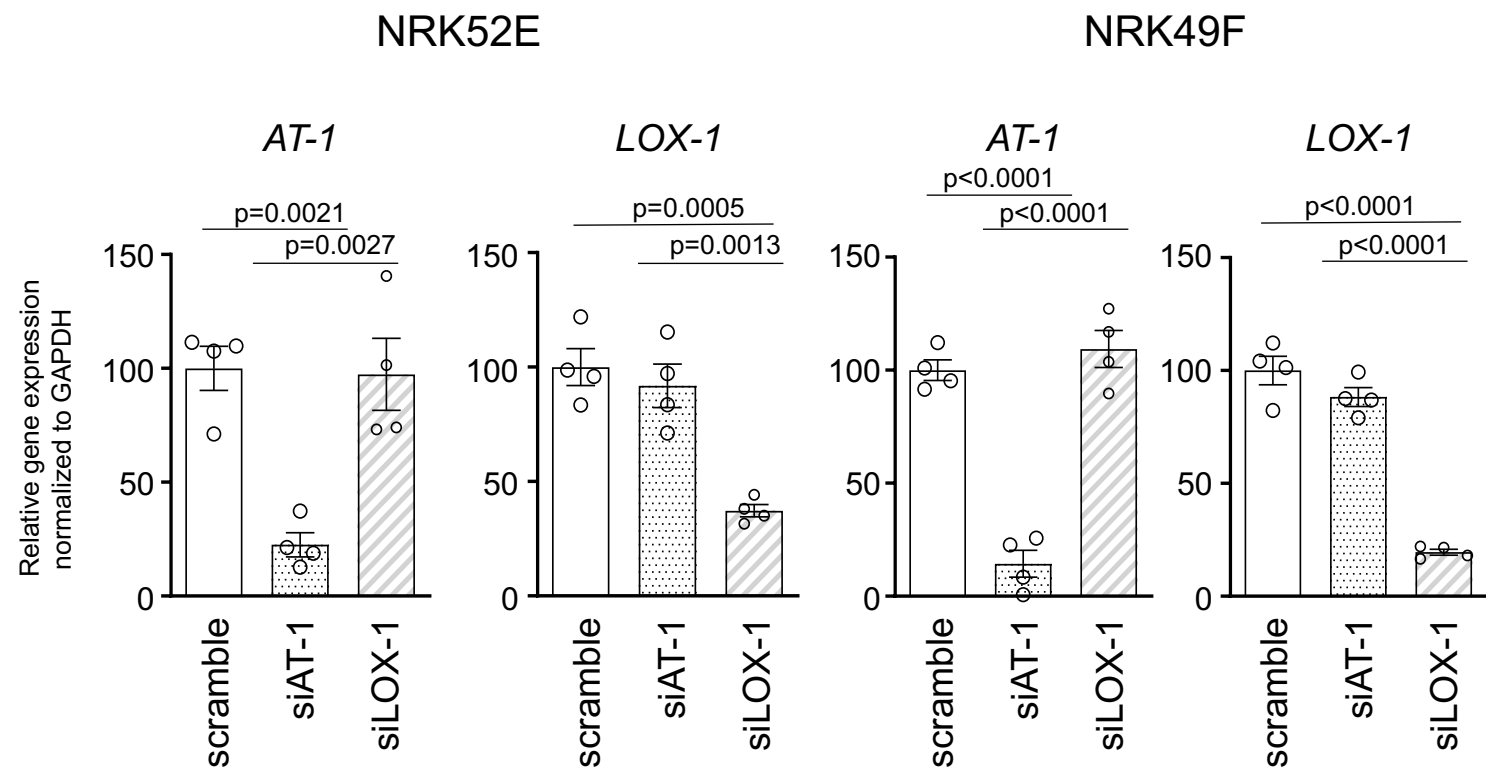 NRK52E
NRK49F
AT-1
LOX-1
AT-1
LOX-1
Relative gene expression
normalized to GAPDH
p=0.0021
p=0.0027
150
100
50
0
scramble
siAT-1
siLOX-1
p=0.0005
p=0.0013
150
100
50
0
scramble
siAT-1
siLOX-1
p<0.0001
p<0.0001
150
100
50
0
scramble
siAT-1
siLOX-1
p<0.0001
p<0.0001
150
100
50
0
scramble
siAT-1
siLOX-1